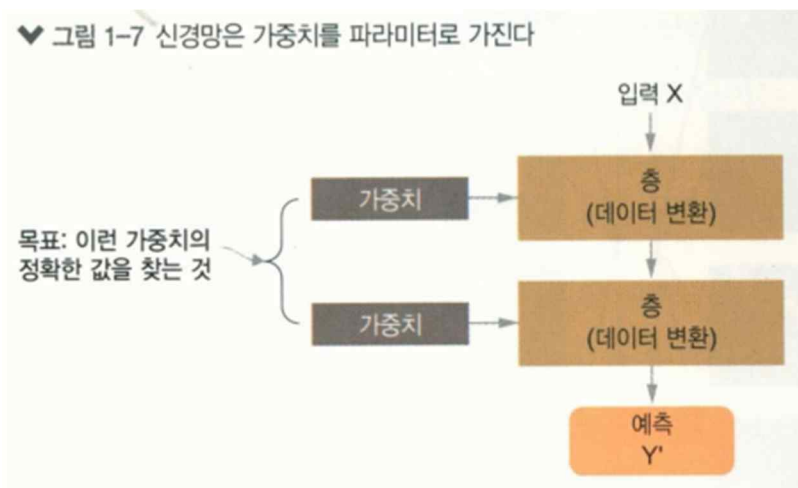 그림 1-7 신경망은 가중치를 파라미터로 가진다
입력 X
가중치
층
(데이터 변환)
목표: 이런 가중치의
정확한 값을 찾는 것
가중치
층
(데이터 변환)
예측
Y'